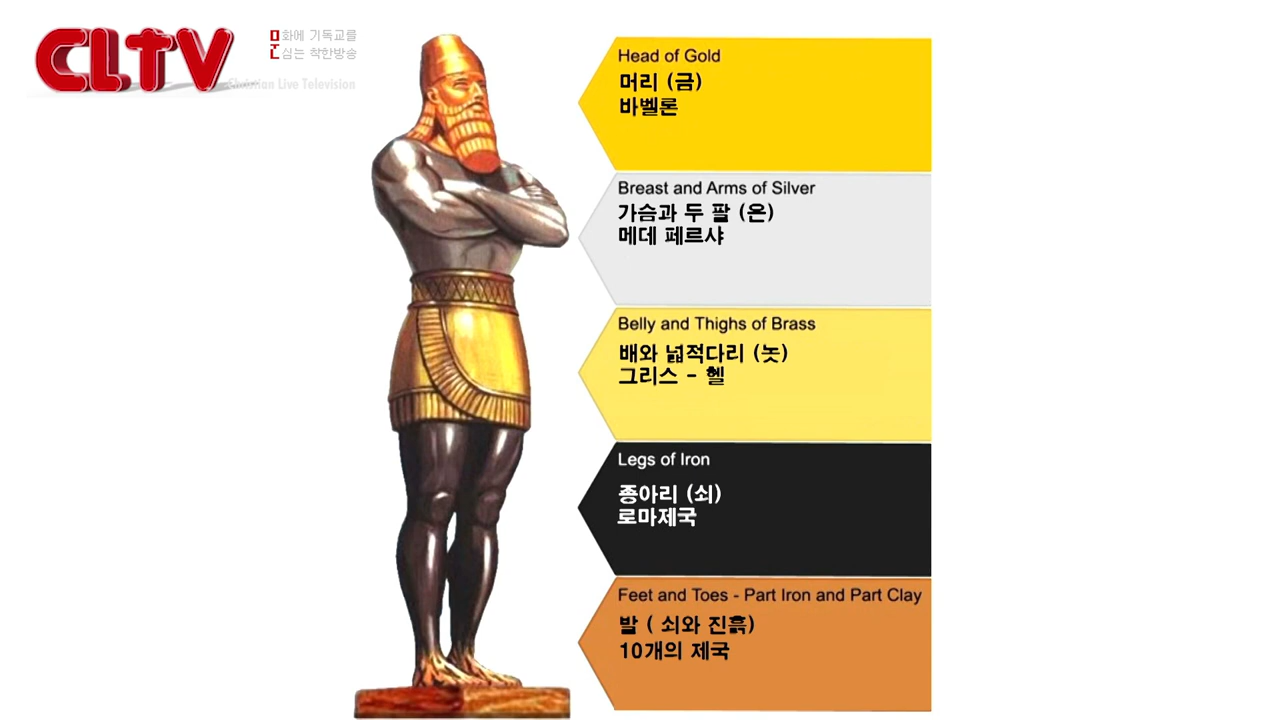 CLTV
문화에 기독교를
심는 착한방송
Christian Live Television
Head of Gold
머리 (금)
바벨론
Breast and Arms of Silver
가슴과 두 팔 (은)
메데 페르샤
Belly and Thighs of Brass
배와 넓적다리 (놋)
그리스 - 헬
Legs of Iron
종아리 (쇠)
로마제국
Feet and Toes - Part Iron and Part Clay
발 ( 쇠와 진흙)
10개의 제국